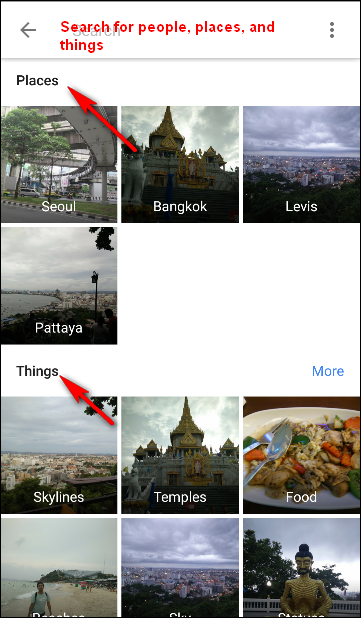 Search
Search for people, places, and
things
Places
Seoul
Bangkok
Levis
Pattaya
Things
More
Skylines
Temples
Food
Beaches
Sky
Statues